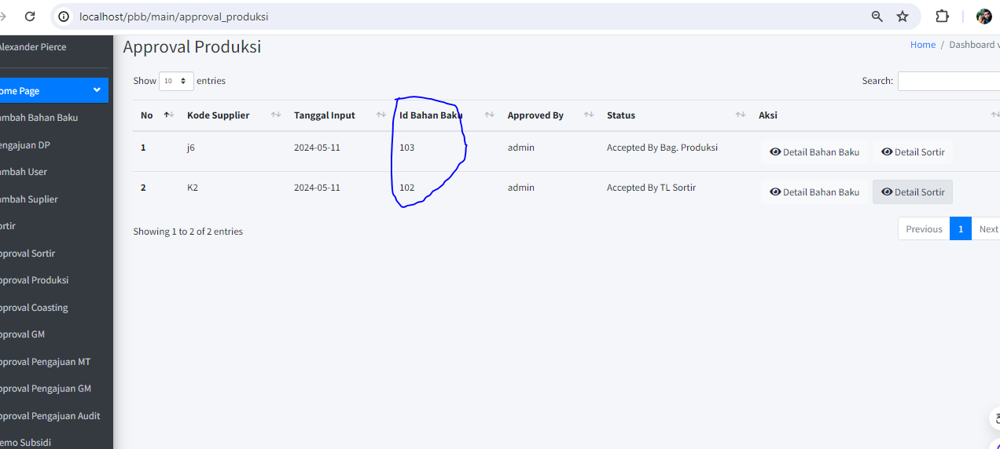 localhost/pbb/main/approval_produksi
Alexander Pierce
Approval Produksi
Home / Dashboard v
ome Page
Show 10 entries
Search:
No Kode Supplier Tanggal Input Id Bahan Baku Approved By Status Aksi
1 j6 2024-05-11 103 admin Accepted By Bag. Produksi Detail Bahan Baku Detail Sortir
2 K2 2024-05-11 102 admin Accepted By TL Sortir Detail Bahan Baku Detail Sortir
Showing 1 to 2 of 2 entries
Previous 1 Next
ambah Bahan Baku
engajuan DP
ambah User
ambah Suplier
ortir
pproval Sortir
pproval Produksi
pproval Coasting
pproval GM
pproval Pengajuan MT
pproval Pengajuan GM
pproval Pengajuan Audit
emo Subsidi